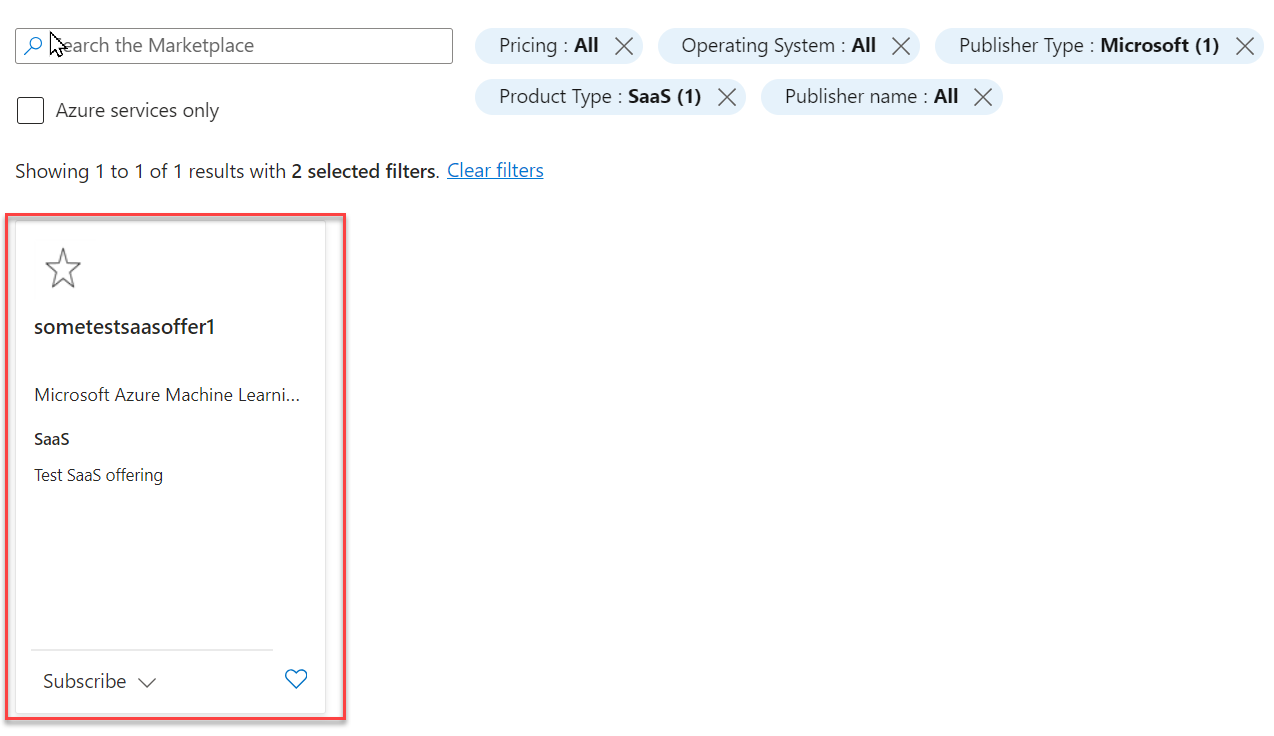 Search the Marketplace
Pricing : All
Operating System : All
Publisher Type : Microsoft (1)
Product Type : SaaS (1)
Publisher name : All
Azure services only
Showing 1 to 1 of 1 results with 2 selected filters. Clear filters
sometestsaasoffer1
Microsoft Azure Machine Learni...
SaaS
Test SaaS offering
Subscribe